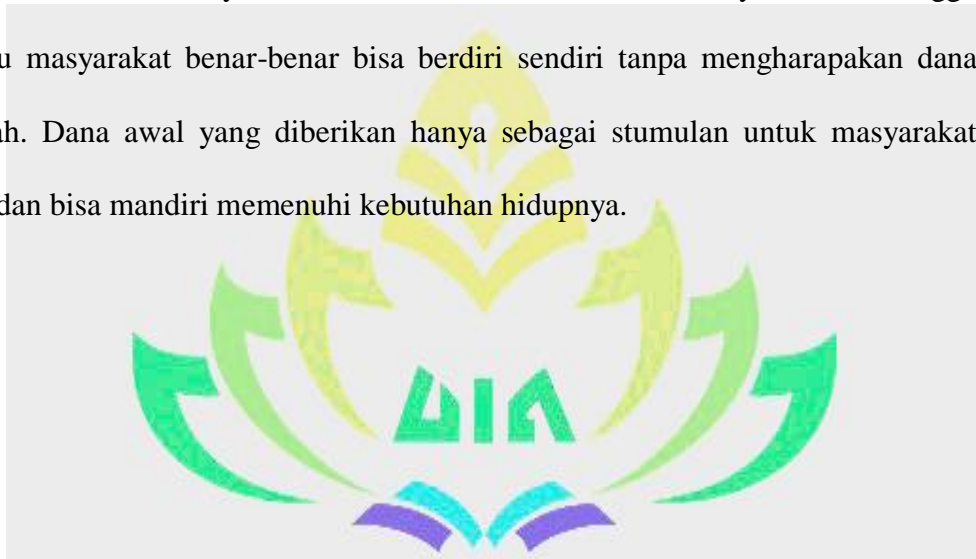 masyarakat benar-benar bisa berdiri sendiri tanpa mengharapakan dana
Dana awal yang diberikan hanya sebagai stumulan untuk masyarakat
dan bisa mandiri memenuhi kebutuhan hidupnya.